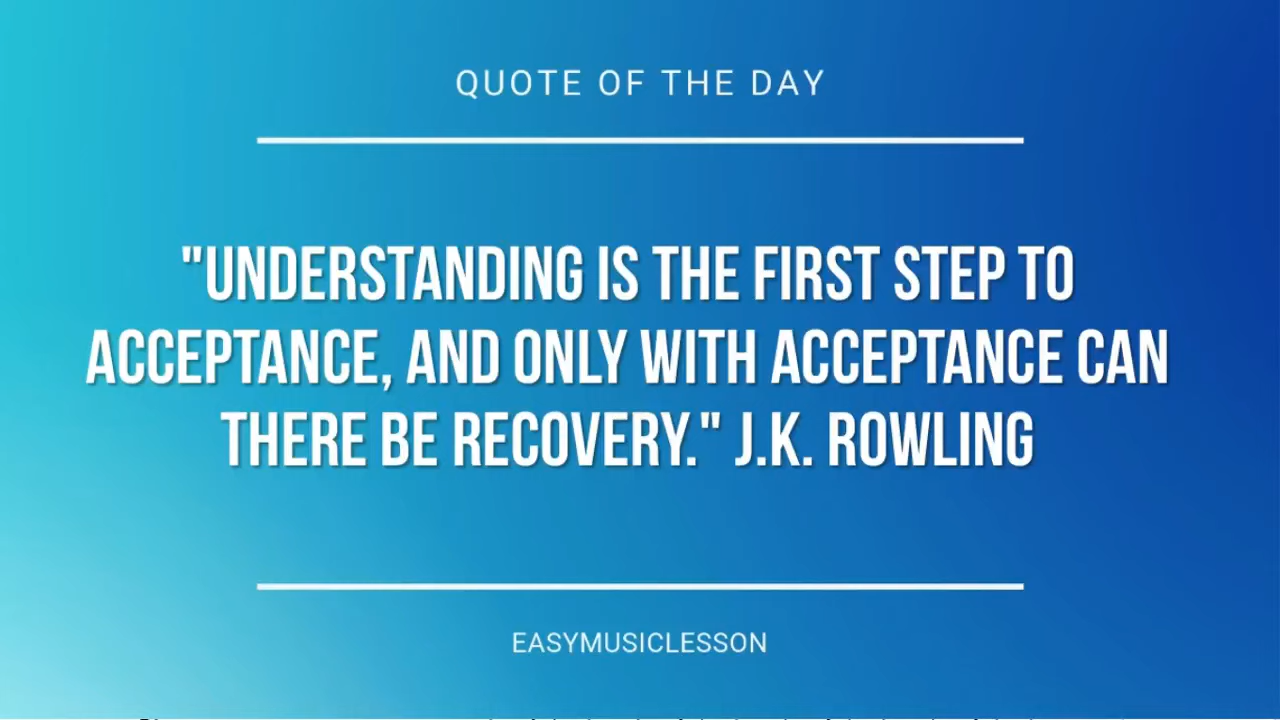 QUOTE OF THE DAY
"UNDERSTANDING IS THE FIRST STEP TO
ACCEPTANCE, AND ONLY WITH ACCEPTANCE CAN
THERE BE RECOVERY." J.K. ROWLING
EASYMUSICLESSON